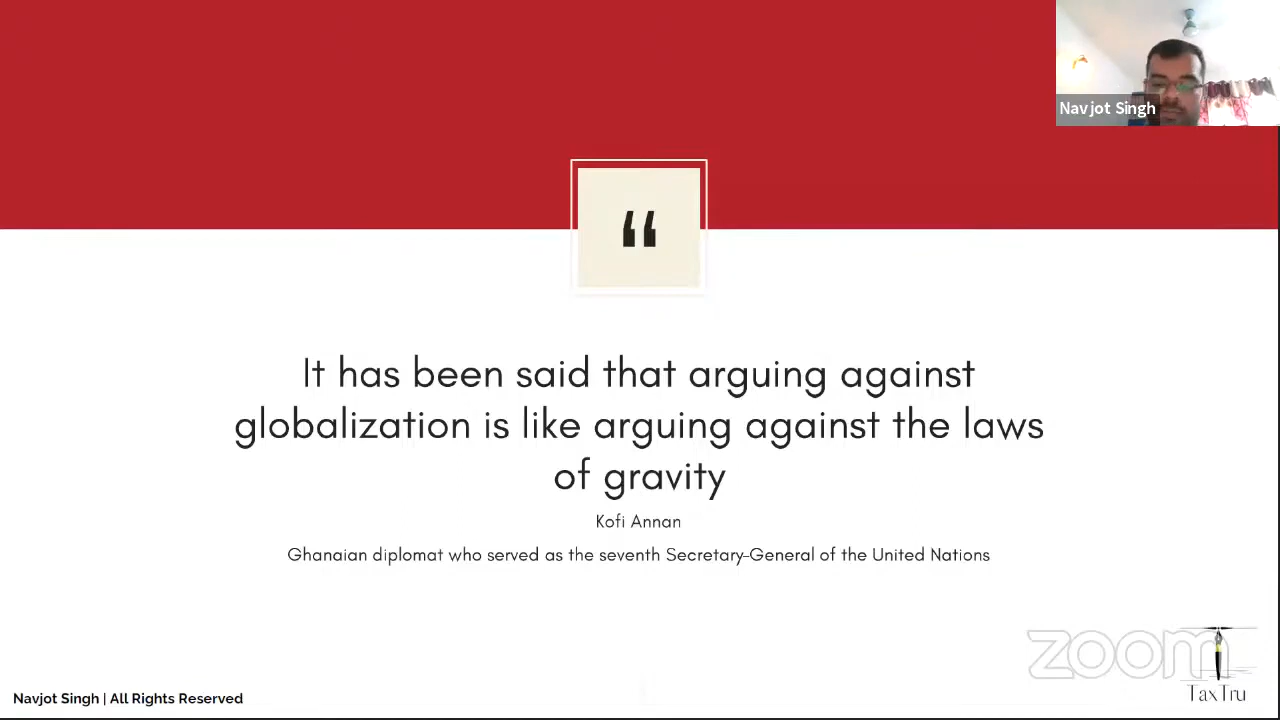 Navjot Singh
“
It has been said that arguing against
globalization is like arguing against the laws
of gravity
Kofi Annan
Ghanaian diplomat who served as the seventh Secretary-General of the United Nations
zoom
TaxTru
Navjot Singh | All Rights Reserved